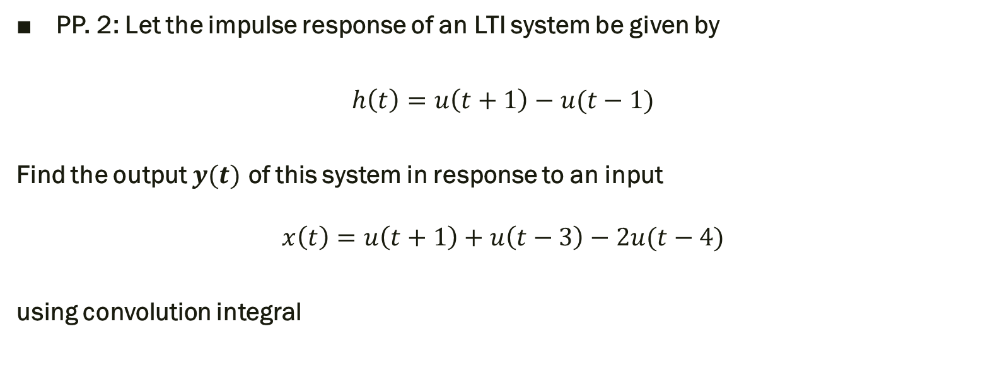 ▪ PP. 2: Let the impulse response of an LTI system be given by
h(t) = u(t + 1) − u(t − 1)
Find the output y(t) of this system in response to an input
x(t) = u(t + 1) + u(t − 3) − 2u(t − 4)
using convolution integral